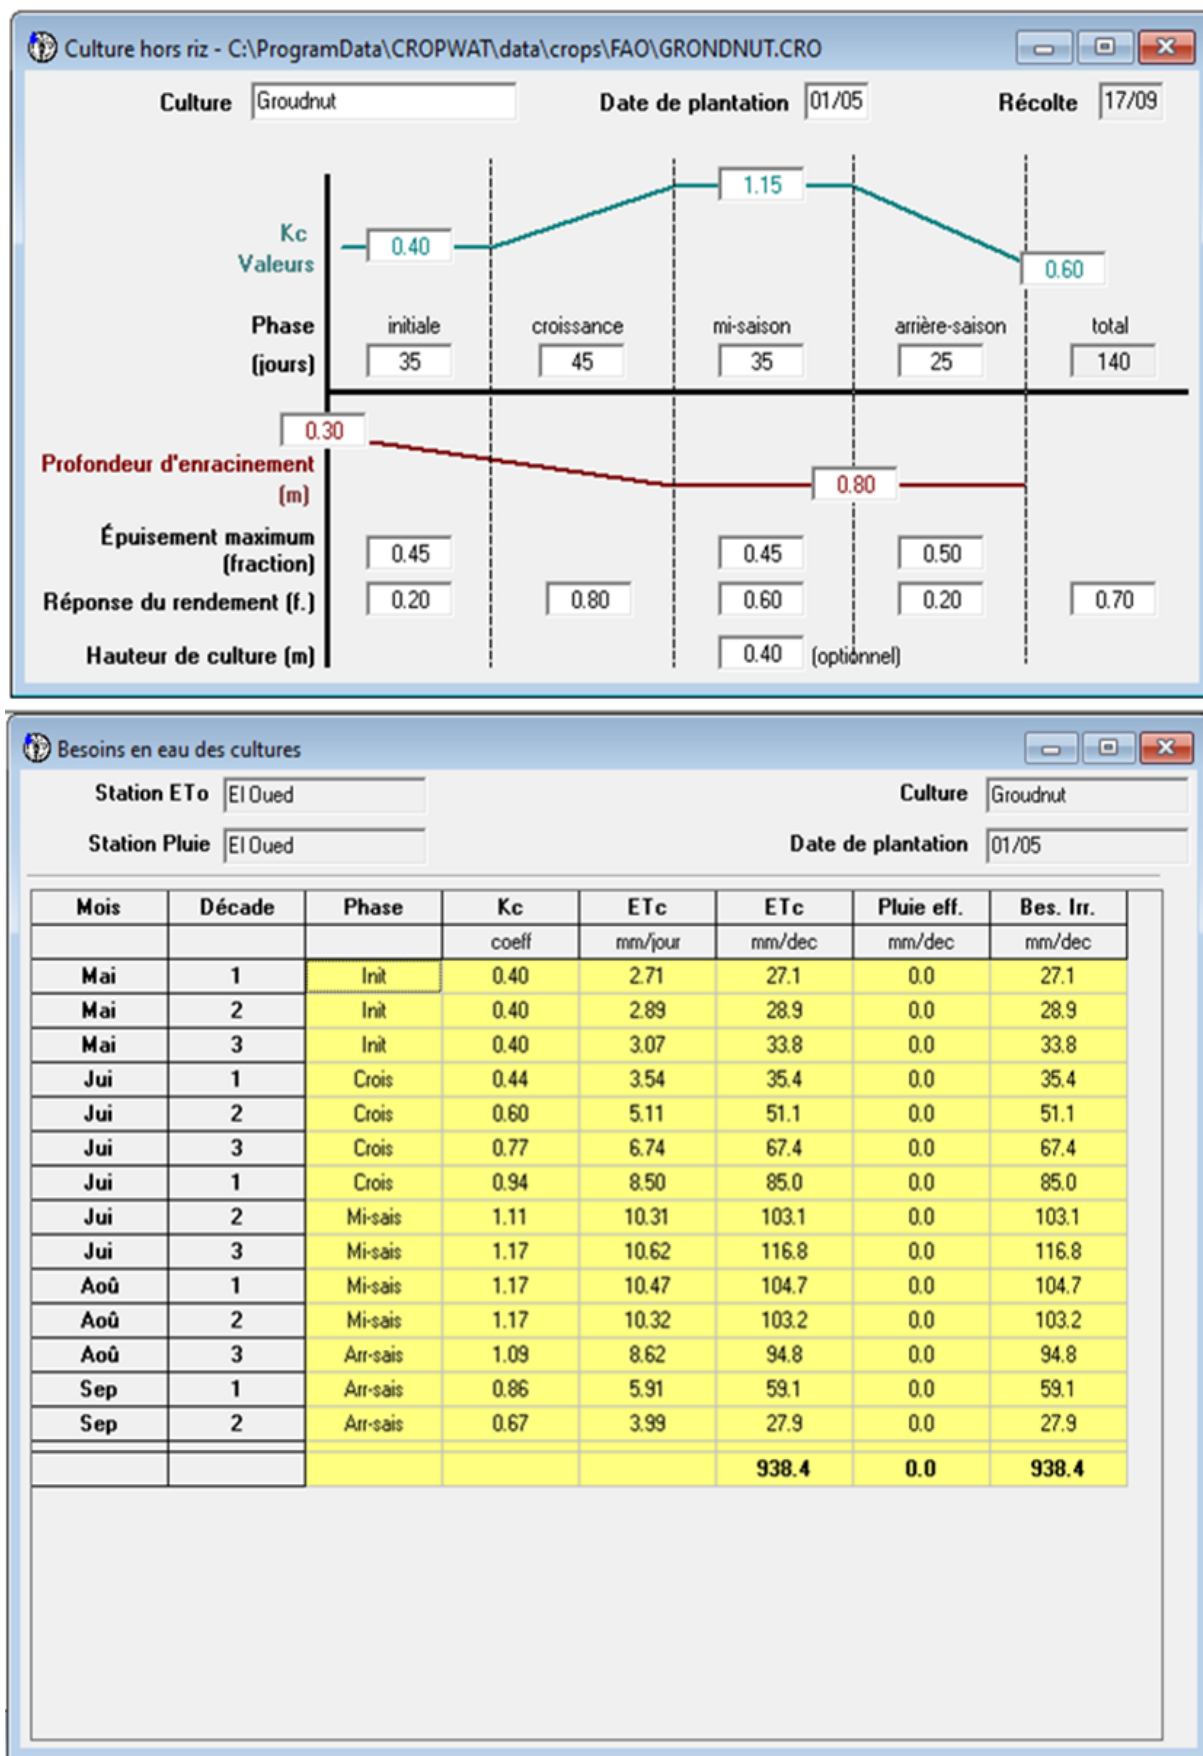 Culture hors riz - C:\ProgramData\CROPWAT\data\crops\FAO\GRONDNUT.CRO
Culture Groudnut Date de plantation 01/05 Récolte 17/09
1.15
Kc 0.40
Valeurs 0.60
Phase initiale croissance mi-saison arrière-saison total
(jours) 35 45 35 25 140
0.30
Profondeur d'enracinement
(m) 0.80
Épuisement maximum
(fraction) 0.45 0.45 0.50
Réponse du rendement (f.) 0.20 0.80 0.60 0.20 0.70
Hauteur de culture (m) 0.40 (optionnel)
Besoins en eau des cultures
Station ETo El Oued Culture Groudnut
Station Pluie El Oued Date de plantation 01/05
Mois Décade Phase Kc ETc ETc Pluie eff. Bes. Irr.
coeff mm/jour mm/dec mm/dec mm/dec
Mai 1 Init 0.40 2.71 27.1 0.0 27.1
Mai 2 Init 0.40 2.89 28.9 0.0 28.9
Mai 3 Init 0.40 3.07 33.8 0.0 33.8
Jui 1 Crois 0.44 3.54 35.4 0.0 35.4
Jui 2 Crois 0.60 5.11 51.1 0.0 51.1
Jui 3 Crois 0.77 6.74 67.4 0.0 67.4
Jui 1 Crois 0.94 8.50 85.0 0.0 85.0
Jui 2 Mi-sais 1.11 10.31 103.1 0.0 103.1
Jui 3 Mi-sais 1.17 10.62 116.8 0.0 116.8
Aoû 1 Mi-sais 1.17 10.47 104.7 0.0 104.7
Aoû 2 Mi-sais 1.17 10.32 103.2 0.0 103.2
Aoû 3 Arr-sais 1.09 8.62 94.8 0.0 94.8
Sep 1 Arr-sais 0.86 5.91 59.1 0.0 59.1
Sep 2 Arr-sais 0.67 3.99 27.9 0.0 27.9
938.4 0.0 938.4